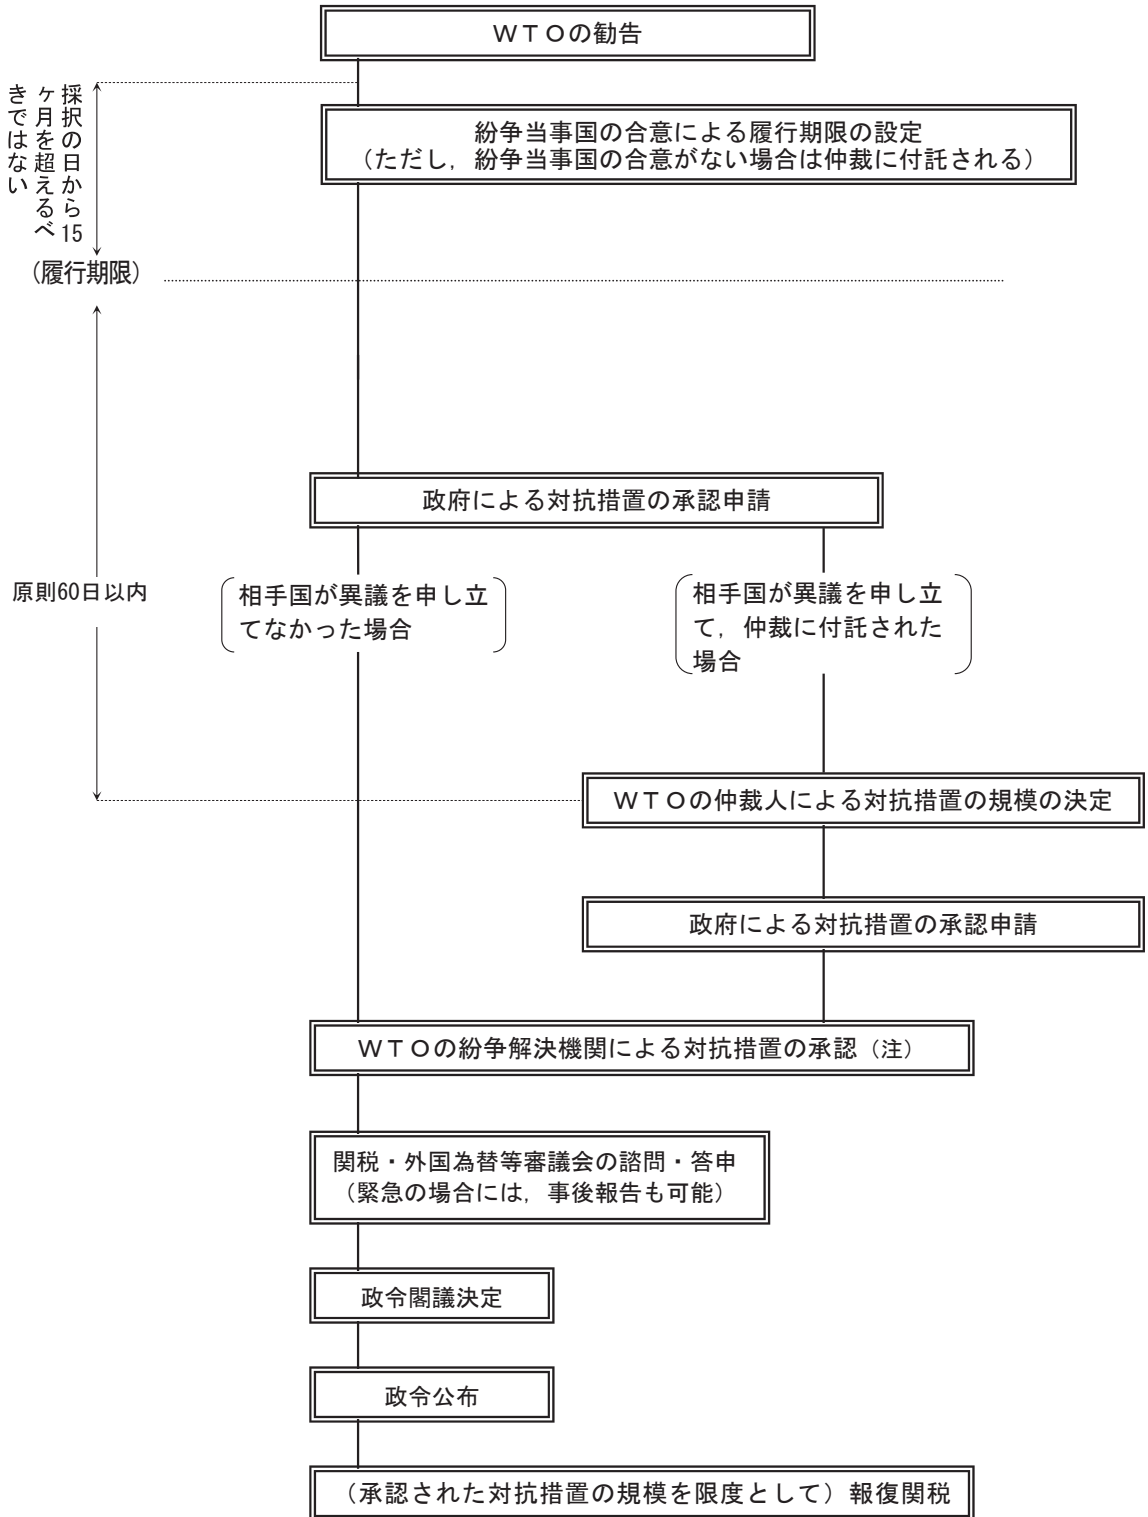 ＷＴＯの勧告
採択の日から15
ヶ月を超えるべ
きではない
紛争当事国の合意による履行期限の設定
（ただし，紛争当事国の合意がない場合は仲裁に付託される）
（履行期限）
政府による対抗措置の承認申請
原則60日以内
相手国が異議を申し立
てなかった場合
相手国が異議を申し立
て，仲裁に付託された
場合
ＷＴＯの仲裁人による対抗措置の規模の決定
政府による対抗措置の承認申請
ＷＴＯの紛争解決機関による対抗措置の承認（注）
関税・外国為替等審議会の諮問・答申
（緊急の場合には，事後報告も可能）
政令閣議決定
政令公布
（承認された対抗措置の規模を限度として）報復関税